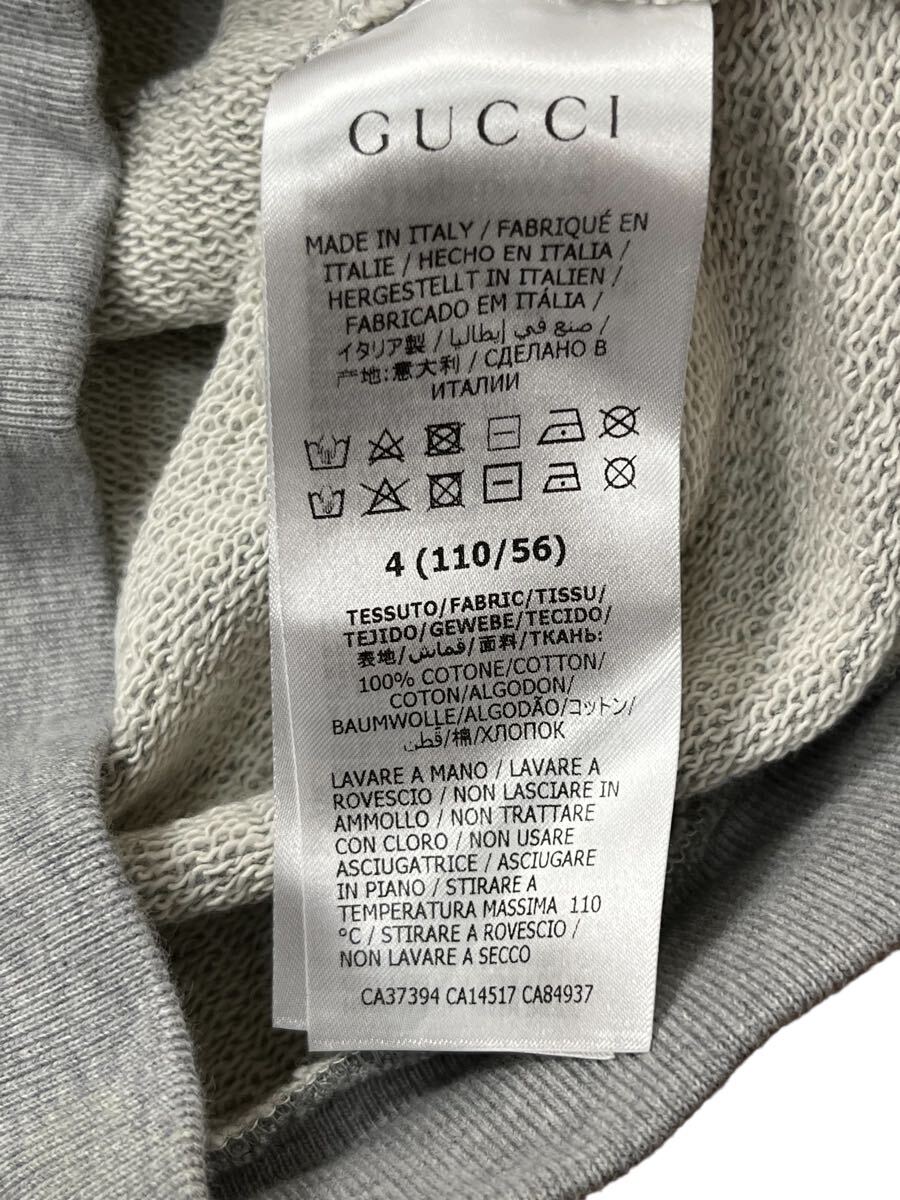 GUCCI
MADE IN ITALY / FABRIQUÉ EN
ITALIE / HECHO EN ITALIA /
HERGESTELLT IN ITALIEN /
FABRICADO EM ITÁLIA /
イタリア製 / صنع في إيطاليا /
产地:意大利 / СДЕЛАНО В
ИТАЛИИ
4 (110/56)
TESSUTO/FABRIC/TISSU/
TEJIDO/GEWEBE/TECIDO/
表地/قماش/面料/ТКАНЬ:
100% COTONE/COTTON/
COTON/ALGODON/
BAUMWOLLE/ALGODÃO/コットン/
قطن/棉/ХЛОПОК
LAVARE A MANO / LAVARE A
ROVESCIO / NON LASCIARE IN
AMMOLLO / NON TRATTARE
CON CLORO / NON USARE
ASCIUGATRICE / ASCIUGARE
IN PIANO / STIRARE A
TEMPERATURA MASSIMA 110
°C / STIRARE A ROVESCIO /
NON LAVARE A SECCO
CA37394 CA14517 CA84937